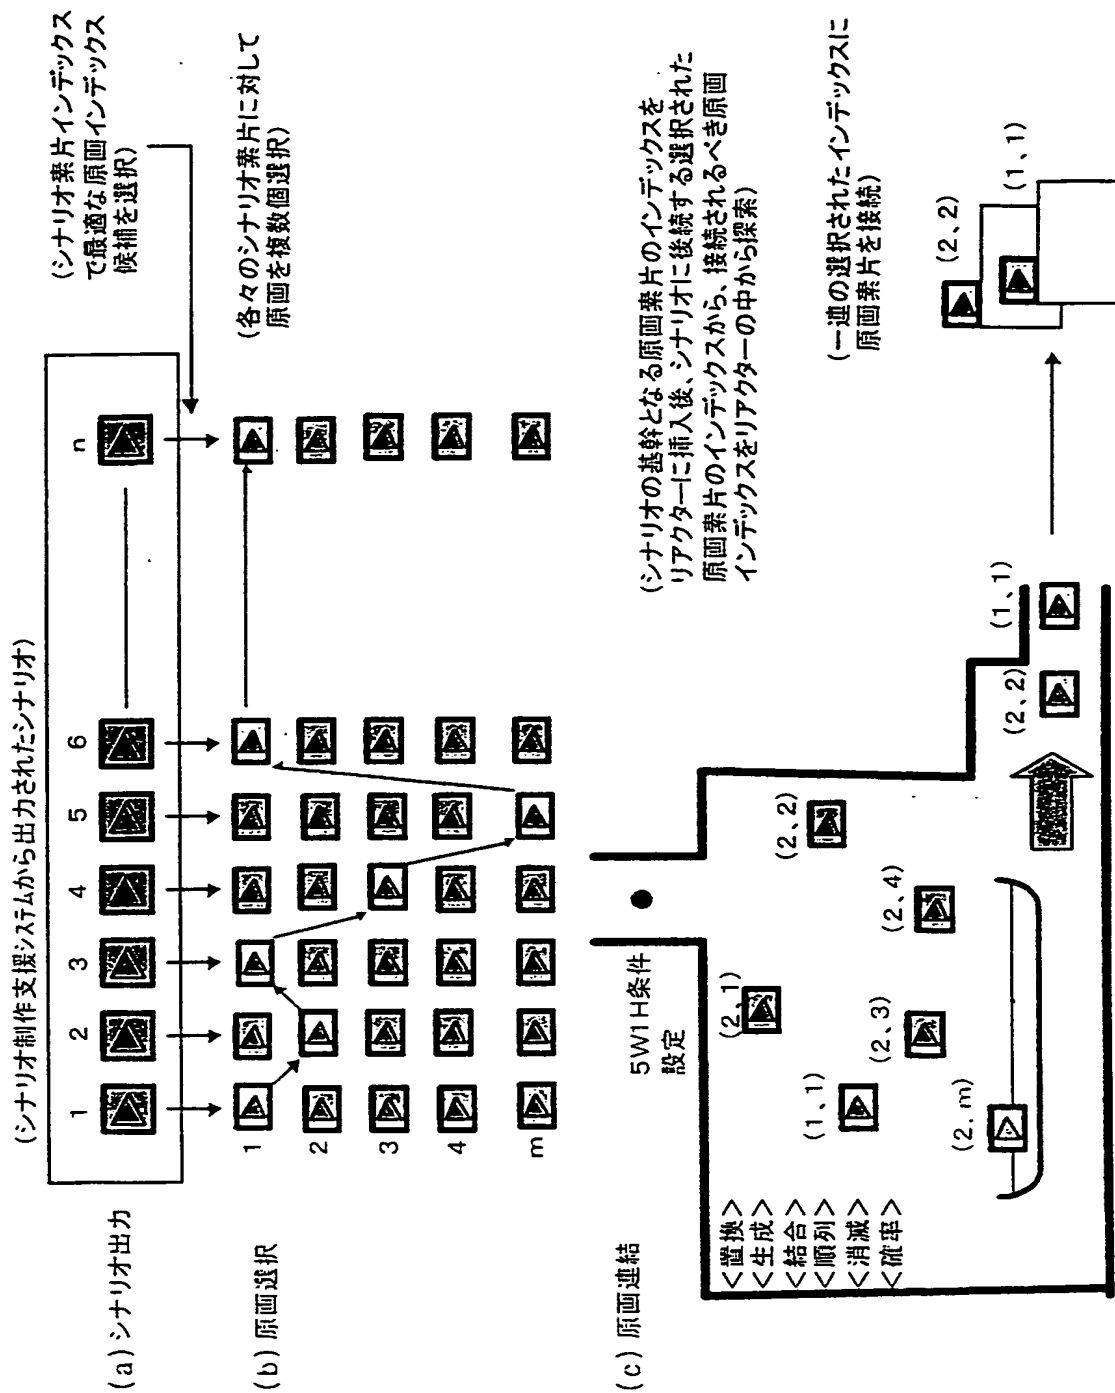 (シナリオ制作支援システムから出力されたシナリオ)
(a) シナリオ出力
1 2 3 4 5 6 n
(シナリオ素片インデックス
で最適な原画インデックス
候補を選択)
(b) 原画選択
1
2
3
4
m
(各々のシナリオ素片に対して
原画を複数個選択)
(c) 原画連結
5W1H条件
設定
<置換>
<生成>
<結合>
<順列>
<消滅>
<確率>
(2、1)
(2、2)
(1、1)
(2、3)
(2、4)
(2、m)
(2、2)
(1、1)
(シナリオの基幹となる原画素片のインデックスを
リアクターに挿入後、シナリオに後続する選択された
原画素片のインデックスから、接続されるべき原画
インデックスをリアクターの中から探索)
(一連の選択されたインデックスに
原画素片を接続)
(2、2)
(1、1)